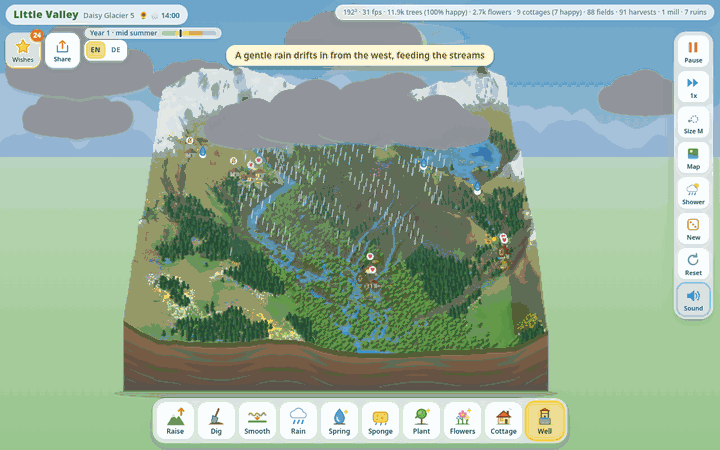 Little Valley Daisy Glacier 5 14:00
192² · 31 fps · 11.9k trees (100% happy) · 2.7k flowers · 9 cottages (7 happy) · 88 fields · 91 harvests · 1 mill · 7 ruins
24
Wishes
Share
Year 1 · mid summer
EN DE
A gentle rain drifts in from the west, feeding the streams
Pause
1x
Size M
Map
Shower
New
Reset
Sound
Raise Dig Smooth Rain Spring Sponge Plant Flowers Cottage Well